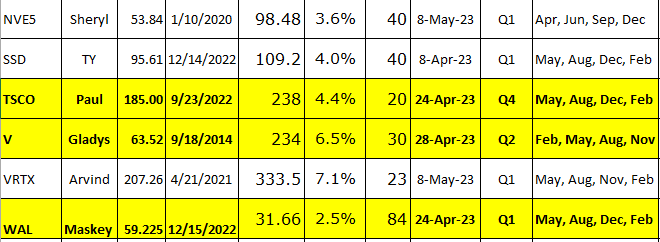 NVE5 Sheryl 53.84 1/10/2020 98.48 3.6% 40 8-May-23 Q1 Apr, Jun, Sep, Dec
SSD TY 95.61 12/14/2022 109.2 4.0% 40 8-Apr-23 Q1 May, Aug, Dec, Feb
TSCO Paul 185.00 9/23/2022 238 4.4% 20 24-Apr-23 Q4 May, Aug, Dec, Feb
V Gladys 63.52 9/18/2014 234 6.5% 30 28-Apr-23 Q2 Feb, May, Aug, Nov
VRTX Arvind 207.26 4/21/2021 333.5 7.1% 23 8-May-23 Q1 May, Aug, Nov, Feb
WAL Maskey 59.225 12/15/2022 31.66 2.5% 84 24-Apr-23 Q1 May, Aug, Dec, Feb